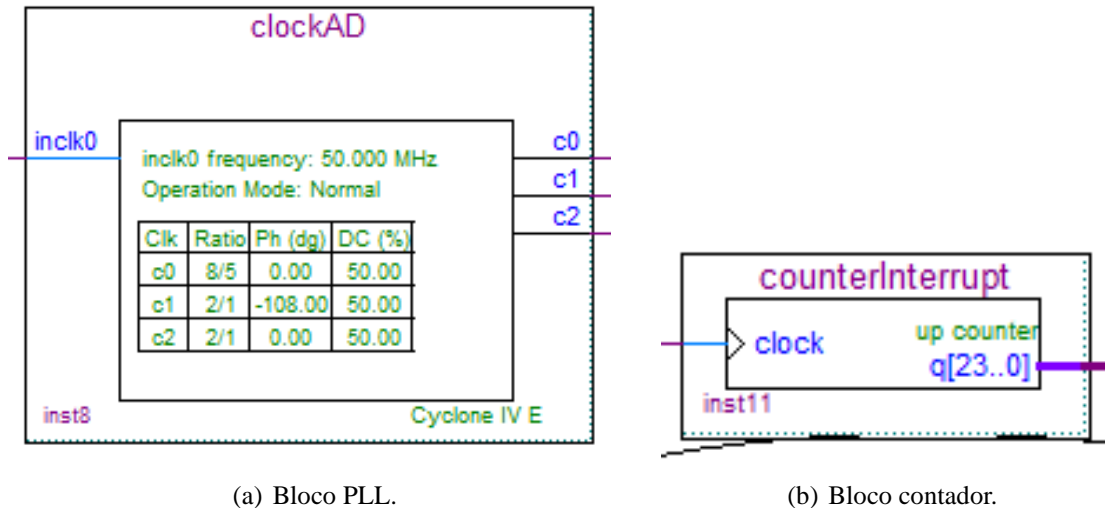 clockAD
inclk0
c0
inclk0 frequency: 50.000 MHz
Operation Mode: Normal
c1
c2
Clk Ratio Ph (dg) DC (%)
c0 8/5 0.00 50.00
c1 2/1 -108.00 50.00
c2 2/1 0.00 50.00
inst8 Cyclone IV E
(a) Bloco PLL.
counterInterrupt
up counter
clock
q[23..0]
inst11
(b) Bloco contador.